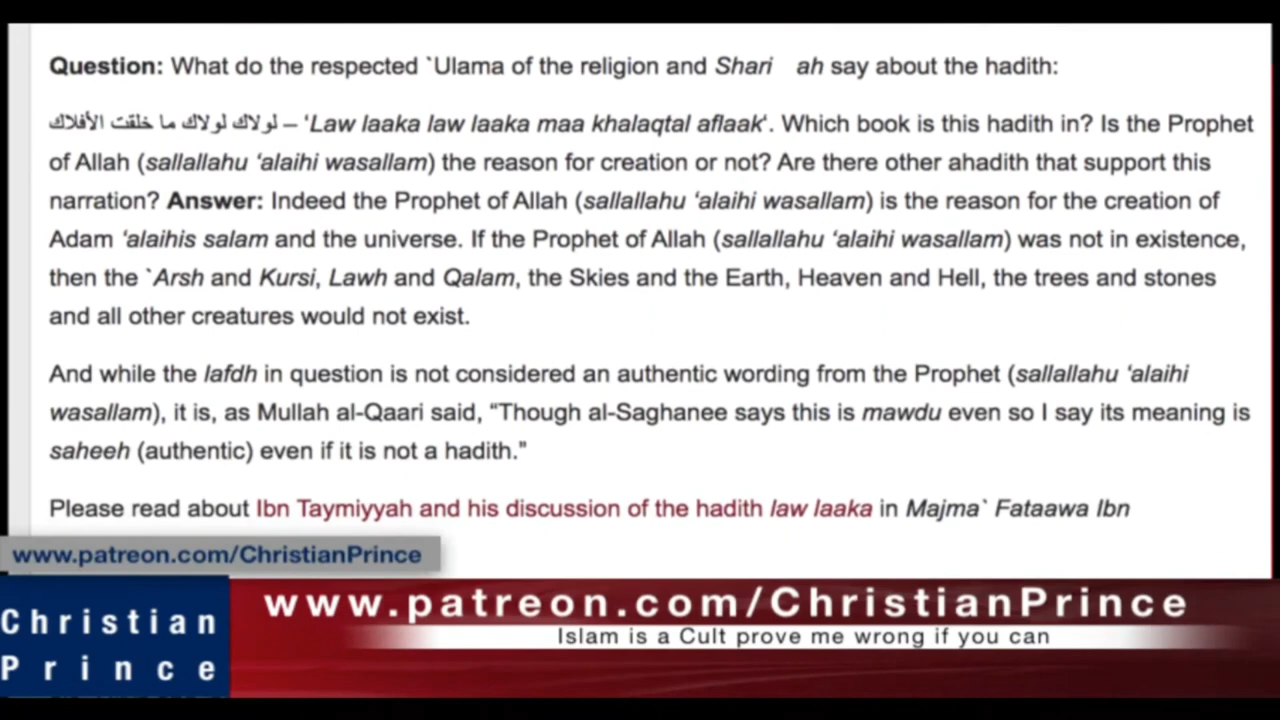 Question: What do the respected `Ulama of the religion and Shari ah say about the hadith:
لولاك لولاك ما خلقت الأفلاك – ‘Law laaka law laaka maa khalaqtal aflaak‘. Which book is this hadith in? Is the Prophet
of Allah (sallallahu ‘alaihi wasallam) the reason for creation or not? Are there other ahadith that support this
narration? Answer: Indeed the Prophet of Allah (sallallahu ‘alaihi wasallam) is the reason for the creation of
Adam ‘alaihis salam and the universe. If the Prophet of Allah (sallallahu ‘alaihi wasallam) was not in existence,
then the `Arsh and Kursi, Lawh and Qalam, the Skies and the Earth, Heaven and Hell, the trees and stones
and all other creatures would not exist.
And while the lafdh in question is not considered an authentic wording from the Prophet (sallallahu ‘alaihi
wasallam), it is, as Mullah al-Qaari said, “Though al-Saghanee says this is mawdu even so I say its meaning is
saheeh (authentic) even if it is not a hadith.”
Please read about Ibn Taymiyyah and his discussion of the hadith law laaka in Majma` Fataawa Ibn
www.patreon.com/ChristianPrince
Christian
Prince
www.patreon.com/ChristianPrince
Islam is a Cult prove me wrong if you can